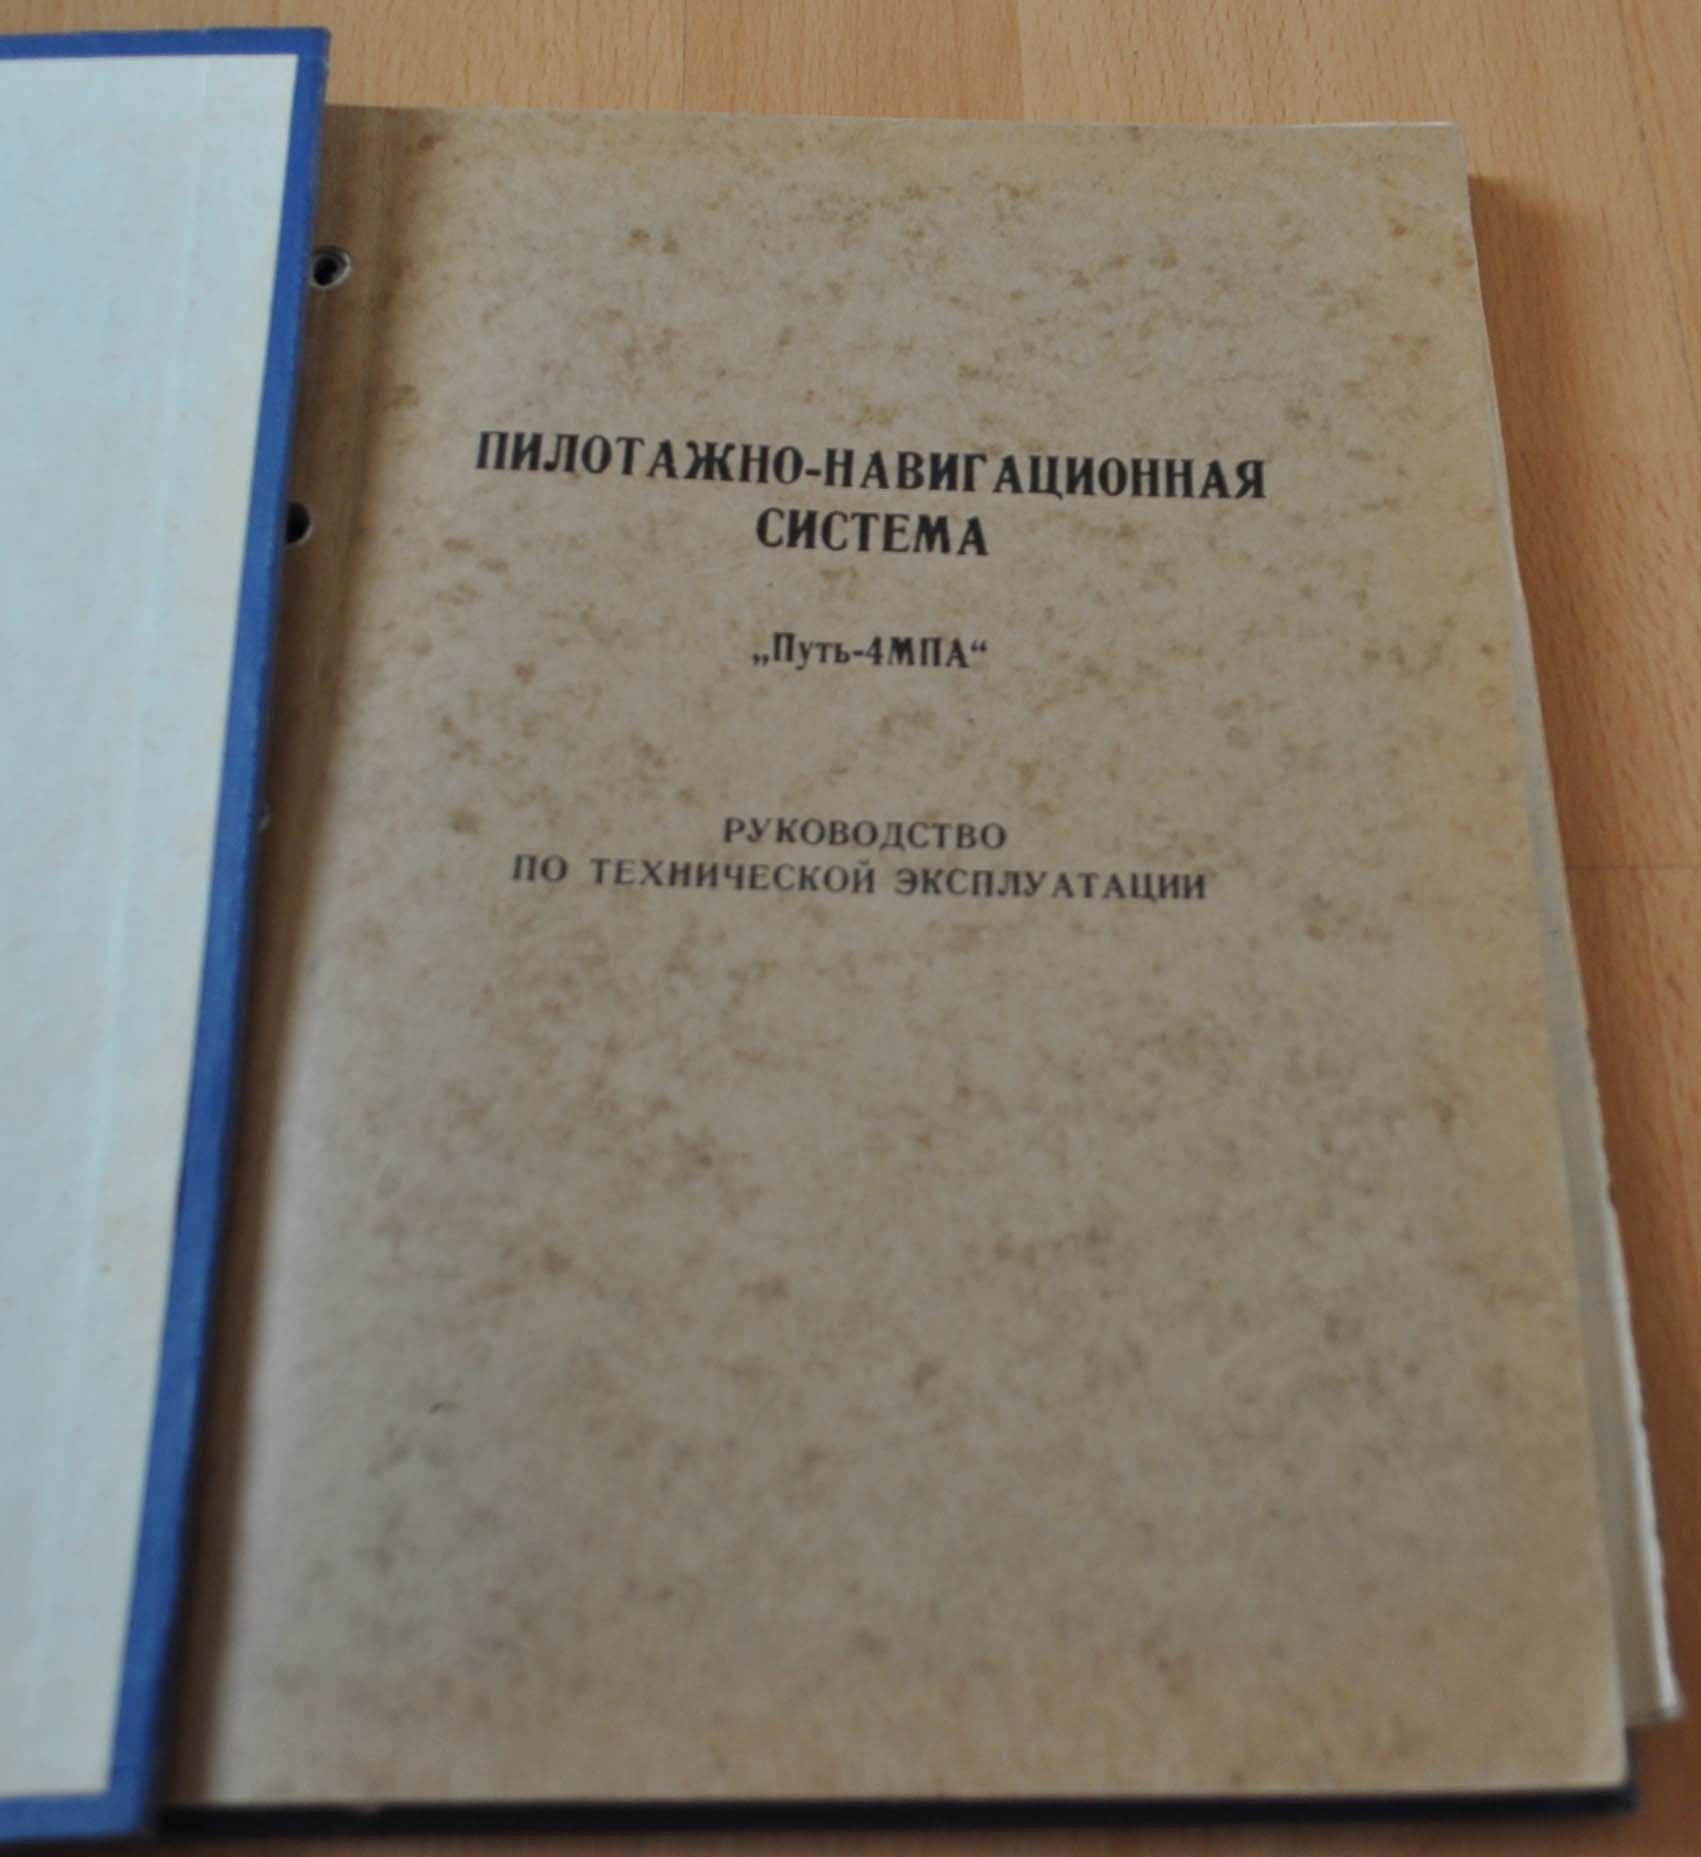 ПИЛОТАЖНО-НАВИГАЦИОННАЯ
СИСТЕМА
„Путь-4МПА“
РУКОВОДСТВО
ПО ТЕХНИЧЕСКОЙ ЭКСПЛУАТАЦИИ